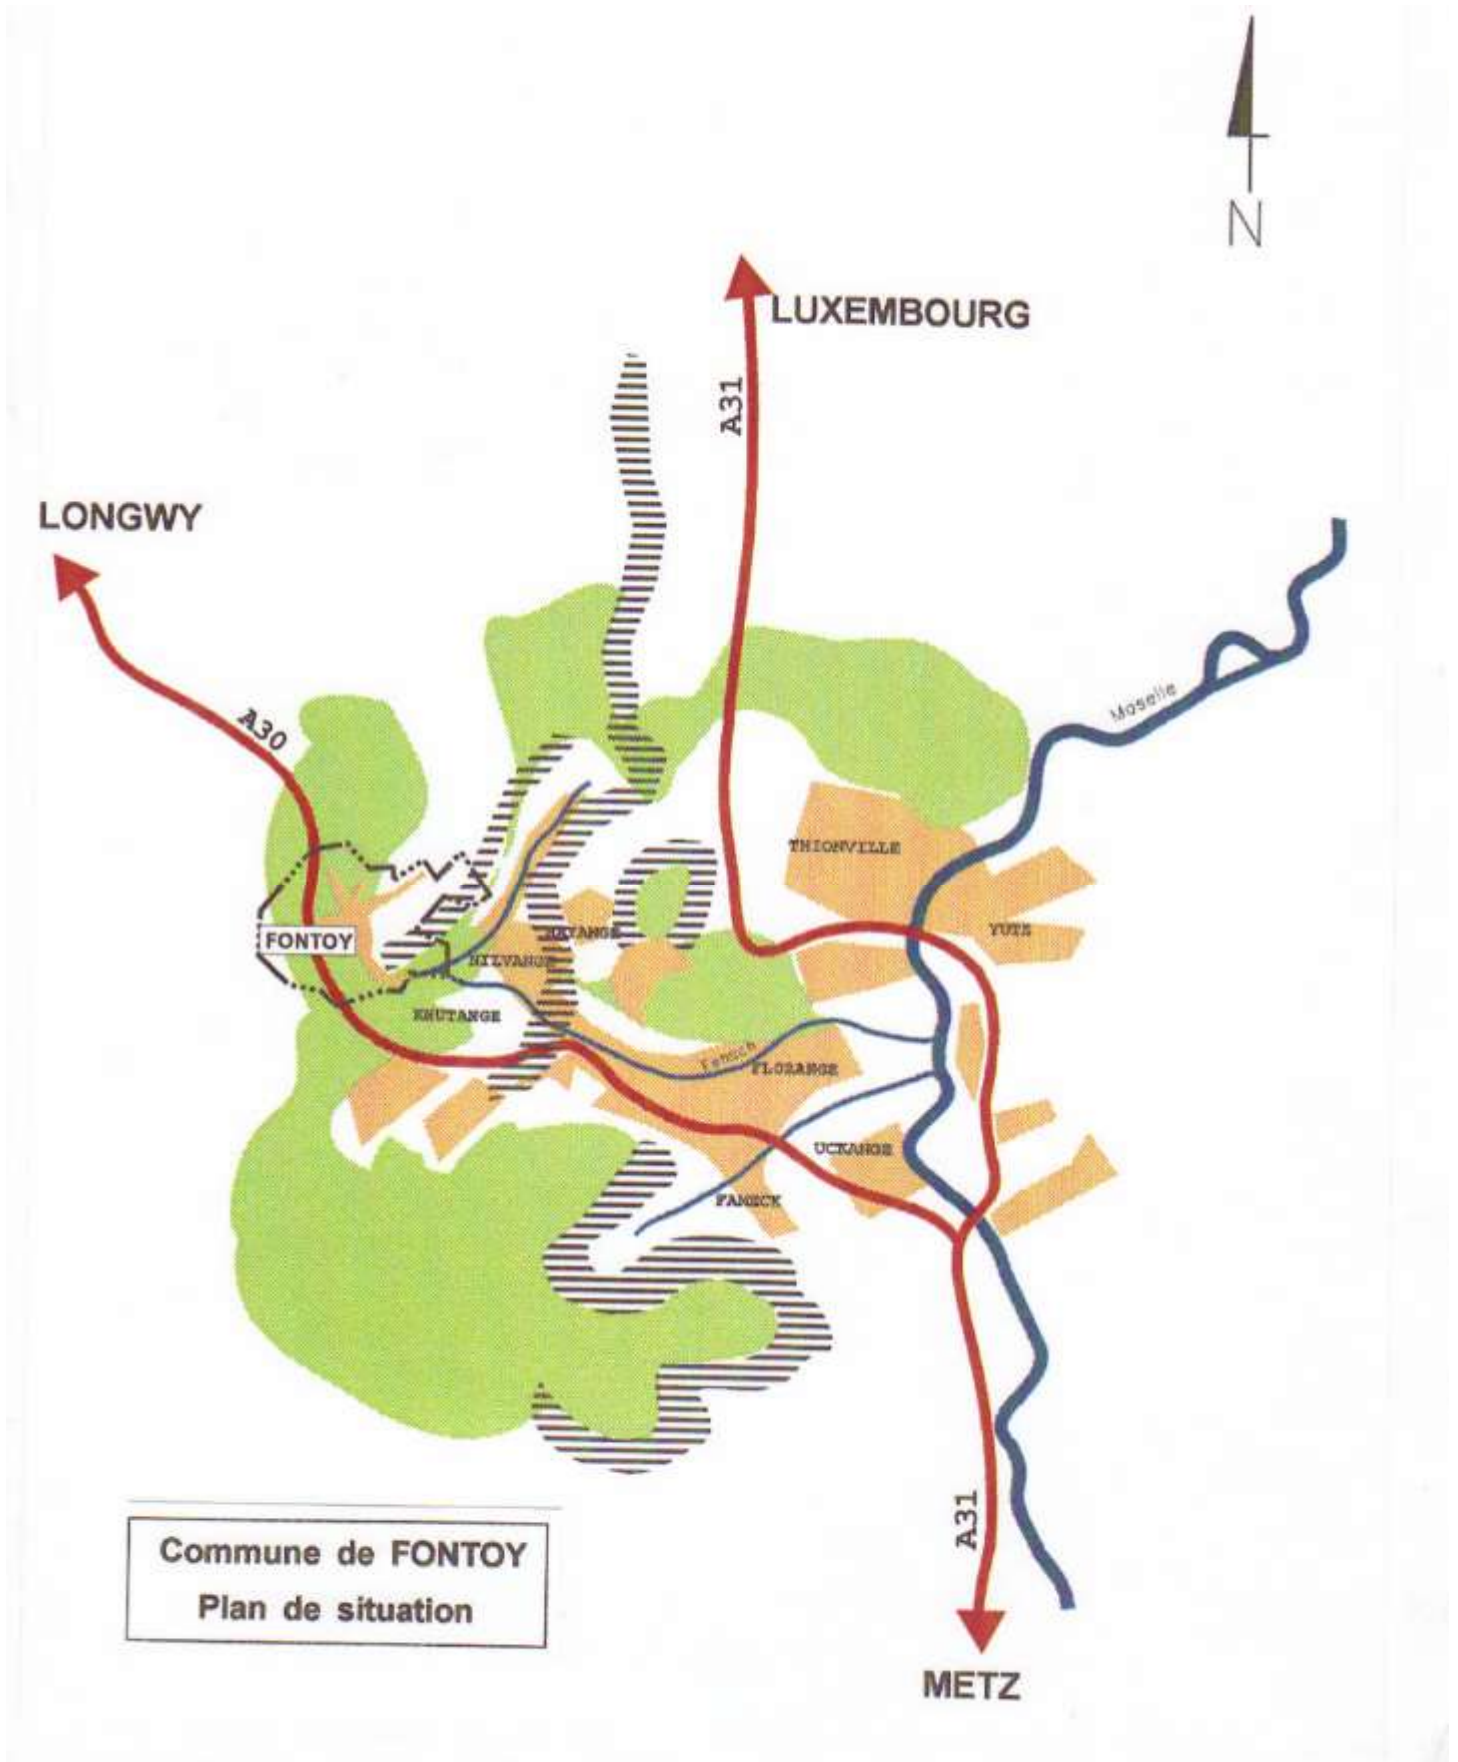 N
LUXEMBOURG
A31
LONGWY
Moselle
A30
THIONVILLE
YUTZ
HAYANGE
FONTOY
NILVANGE
KNUTANGE
Fensch
FLORANGE
UCKANGE
FAMECK
A31
Commune de FONTOY
Plan de situation
METZ